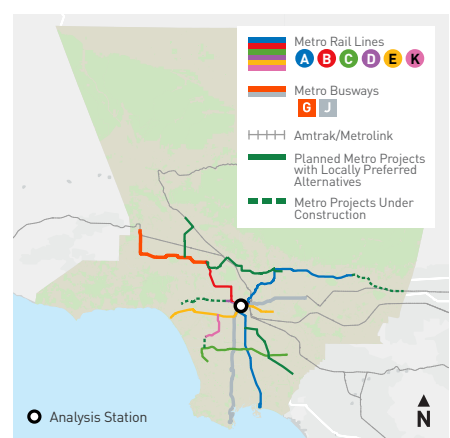 Metro Rail Lines
A B C D E K
Metro Busways
G J
Amtrak/Metrolink
Planned Metro Projects
with Locally Preferred
Alternatives
Metro Projects Under
Construction
Analysis Station
N